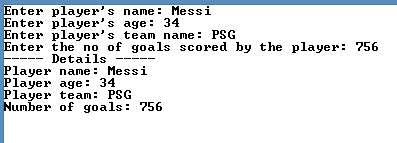 Enter player's name: Messi
Enter player's age: 34
Enter player's team name: PSG
Enter the no of goals scored by the player: 756
----- Details -----
Player name: Messi
Player age: 34
Player team: PSG
Number of goals: 756